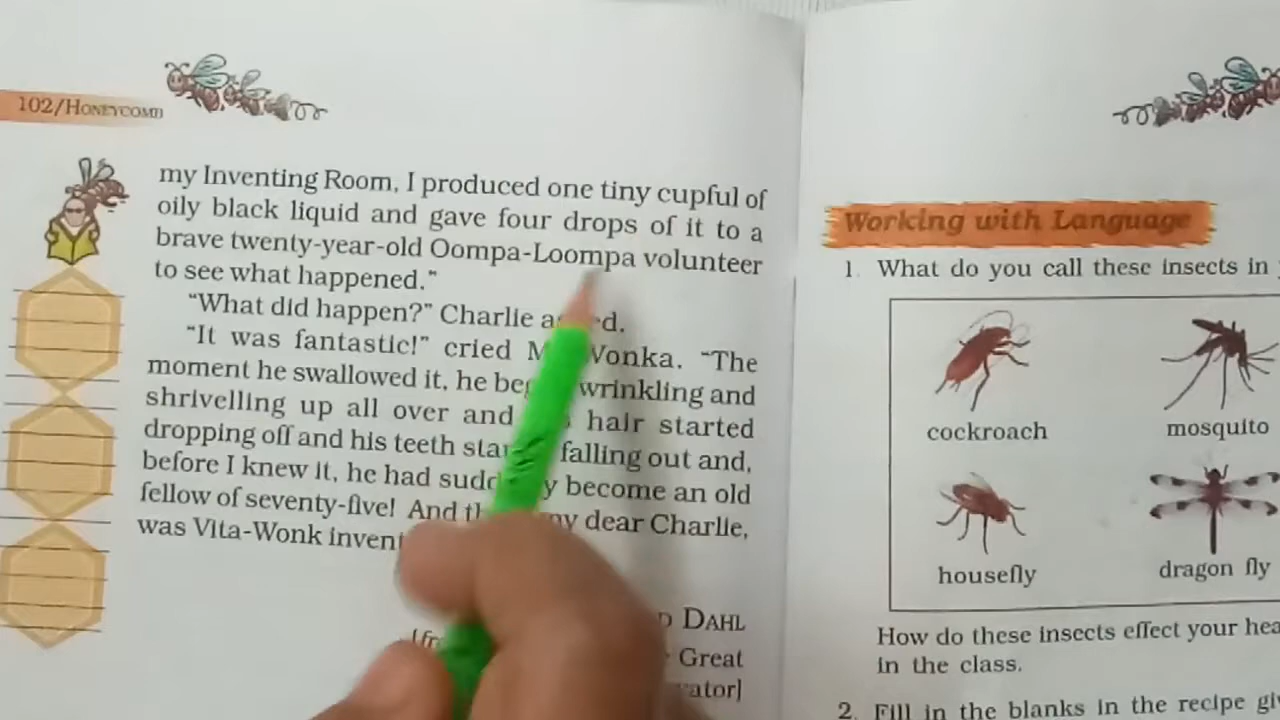 102/HONEYCOMB
my Inventing Room, I produced one tiny cupful of
oily black liquid and gave four drops of it to a
brave twenty-year-old Oompa-Loompa volunteer
to see what happened."
"What did happen?" Charlie
"It was fantastic!" cried Wonka. "The
moment he swallowed it, he wrinkling and
shrivelling up all over and hair started
dropping off and his teeth falling out and,
before I knew it, he had become an old
fellow of seventy-five! And my dear Charlie,
was Vita-Wonk
DAHL
Great
Working with Language
1. What do you call these insects in
cockroach
mosquito
housefly
dragon fly
How do these insects effect your
in the class.
2. Fill in the blanks in the recipe